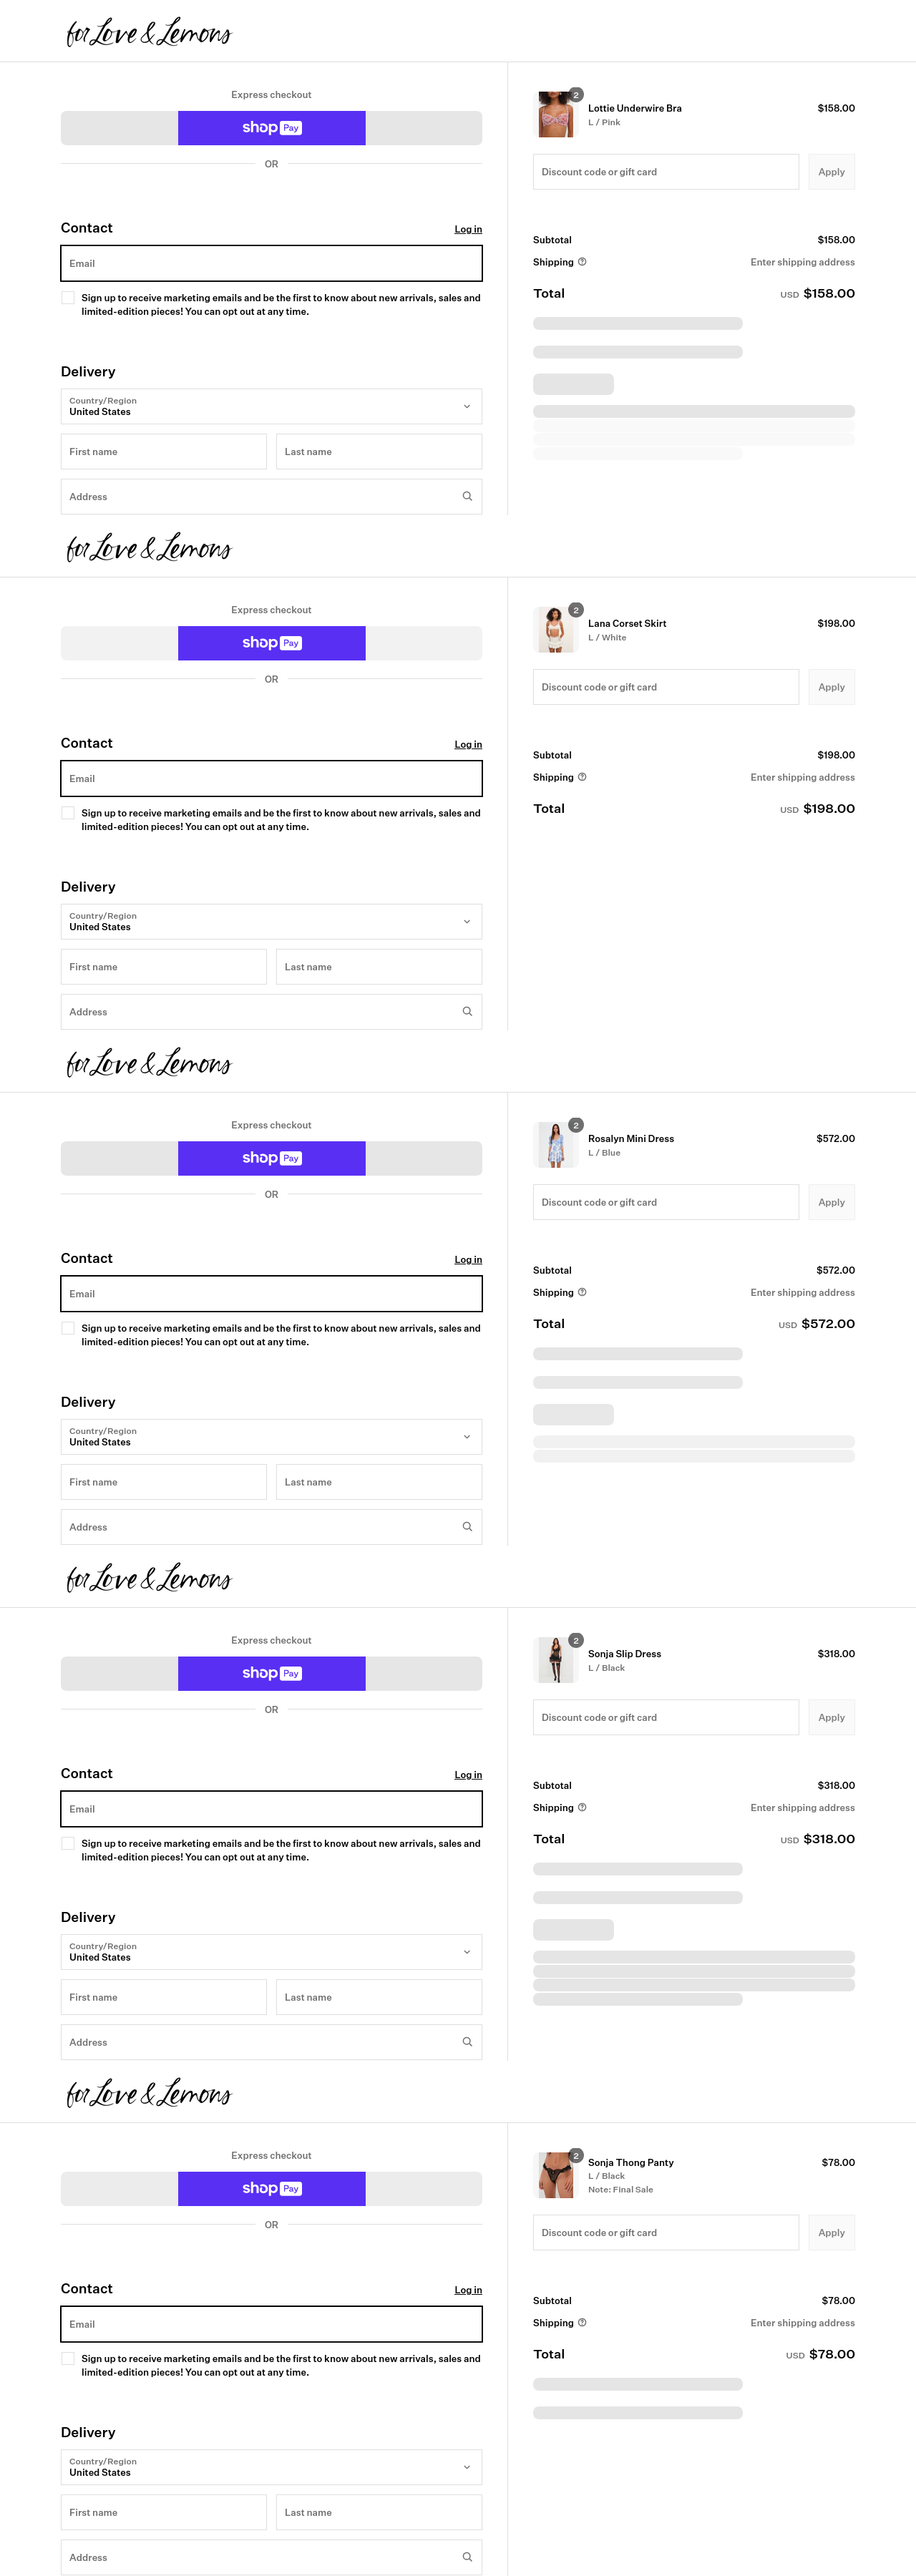 for Love & Lemons
Express checkout
shop Pay
OR
Contact
Log in
Email
Sign up to receive marketing emails and be the first to know about new arrivals, sales and
limited-edition pieces! You can opt out at any time.
Delivery
Country/Region
United States
First name
Last name
Address
2
Lottie Underwire Bra
$158.00
L / Pink
Discount code or gift card
Apply
Subtotal
$158.00
Shipping
Enter shipping address
Total
USD $158.00
for Love & Lemons
Express checkout
shop Pay
OR
Contact
Log in
Email
Sign up to receive marketing emails and be the first to know about new arrivals, sales and
limited-edition pieces! You can opt out at any time.
Delivery
Country/Region
United States
First name
Last name
Address
2
Lana Corset Skirt
$198.00
L / White
Discount code or gift card
Apply
Subtotal
$198.00
Shipping
Enter shipping address
Total
USD $198.00
for Love & Lemons
Express checkout
shop Pay
OR
Contact
Log in
Email
Sign up to receive marketing emails and be the first to know about new arrivals, sales and
limited-edition pieces! You can opt out at any time.
Delivery
Country/Region
United States
First name
Last name
Address
2
Rosalyn Mini Dress
$572.00
L / Blue
Discount code or gift card
Apply
Subtotal
$572.00
Shipping
Enter shipping address
Total
USD $572.00
for Love & Lemons
Express checkout
shop Pay
OR
Contact
Log in
Email
Sign up to receive marketing emails and be the first to know about new arrivals, sales and
limited-edition pieces! You can opt out at any time.
Delivery
Country/Region
United States
First name
Last name
Address
2
Sonja Slip Dress
$318.00
L / Black
Discount code or gift card
Apply
Subtotal
$318.00
Shipping
Enter shipping address
Total
USD $318.00
for Love & Lemons
Express checkout
shop Pay
OR
Contact
Log in
Email
Sign up to receive marketing emails and be the first to know about new arrivals, sales and
limited-edition pieces! You can opt out at any time.
Delivery
Country/Region
United States
First name
Last name
Address
2
Sonja Thong Panty
$78.00
L / Black
Note: Final Sale
Discount code or gift card
Apply
Subtotal
$78.00
Shipping
Enter shipping address
Total
USD $78.00